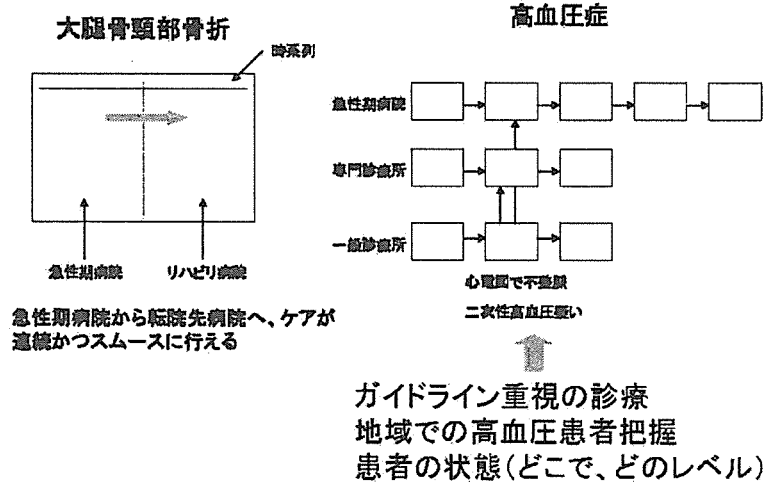 大腿骨頸部骨折
時系列
急性期病院
リハビリ病院
急性期病院から転院先病院へ、ケアが
連続かつスムースに行える
高血圧症
急性期病院
専門診療所
一般診療所
心電図で不整脈
二次性高血圧疑い
ガイドライン重視の診療
地域での高血圧患者把握
患者の状態(どこで、どのレベル)